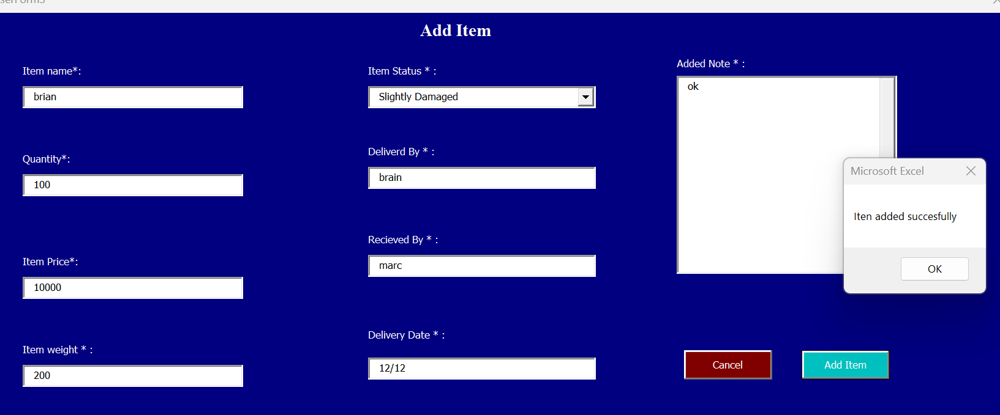 Add Item
Item name*:
brian
Quantity*:
100
Item Price*:
10000
Item weight * :
200
Item Status * :
Slightly Damaged
Deliverd By * :
brain
Recieved By * :
marc
Delivery Date * :
12/12
Added Note * :
ok
Microsoft Excel
Iten added succesfully
OK
Cancel
Add Item